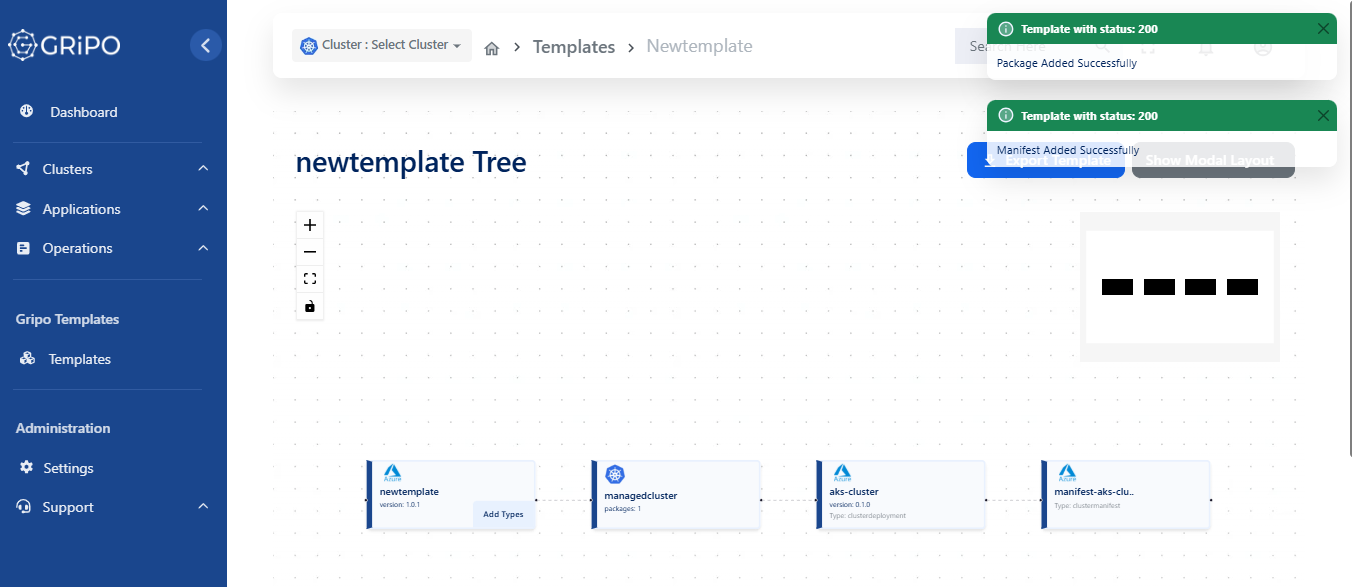 GRiPO
Dashboard
Clusters
Applications
Operations
Gripo Templates
Templates
Administration
Settings
Support
Cluster : Select Cluster
Templates
Newtemplate
Search Here
Template with status: 200
Package Added Successfully
Template with status: 200
Manifest Added Successfully
newtemplate Tree
Export Template
Show Modal Layout
Azure
newtemplate
version: 1.0.1
Add Types
managedcluster
packages: 1
Azure
aks-cluster
version: 0.1.0
Type: clusterdeployment
Azure
manifest-aks-clu..
Type: clustermanifest